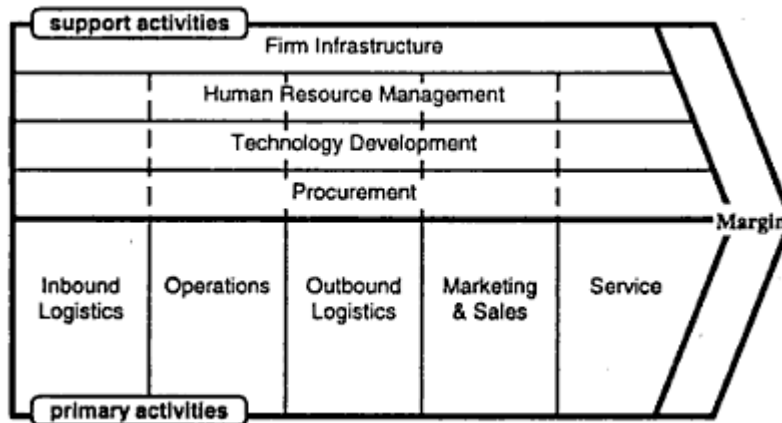 support activities
Firm Infrastructure
Human Resource Management
Technology Development
Procurement
Margin
Inbound
Logistics
Operations
Outbound
Logistics
Marketing
& Sales
Service
primary activities